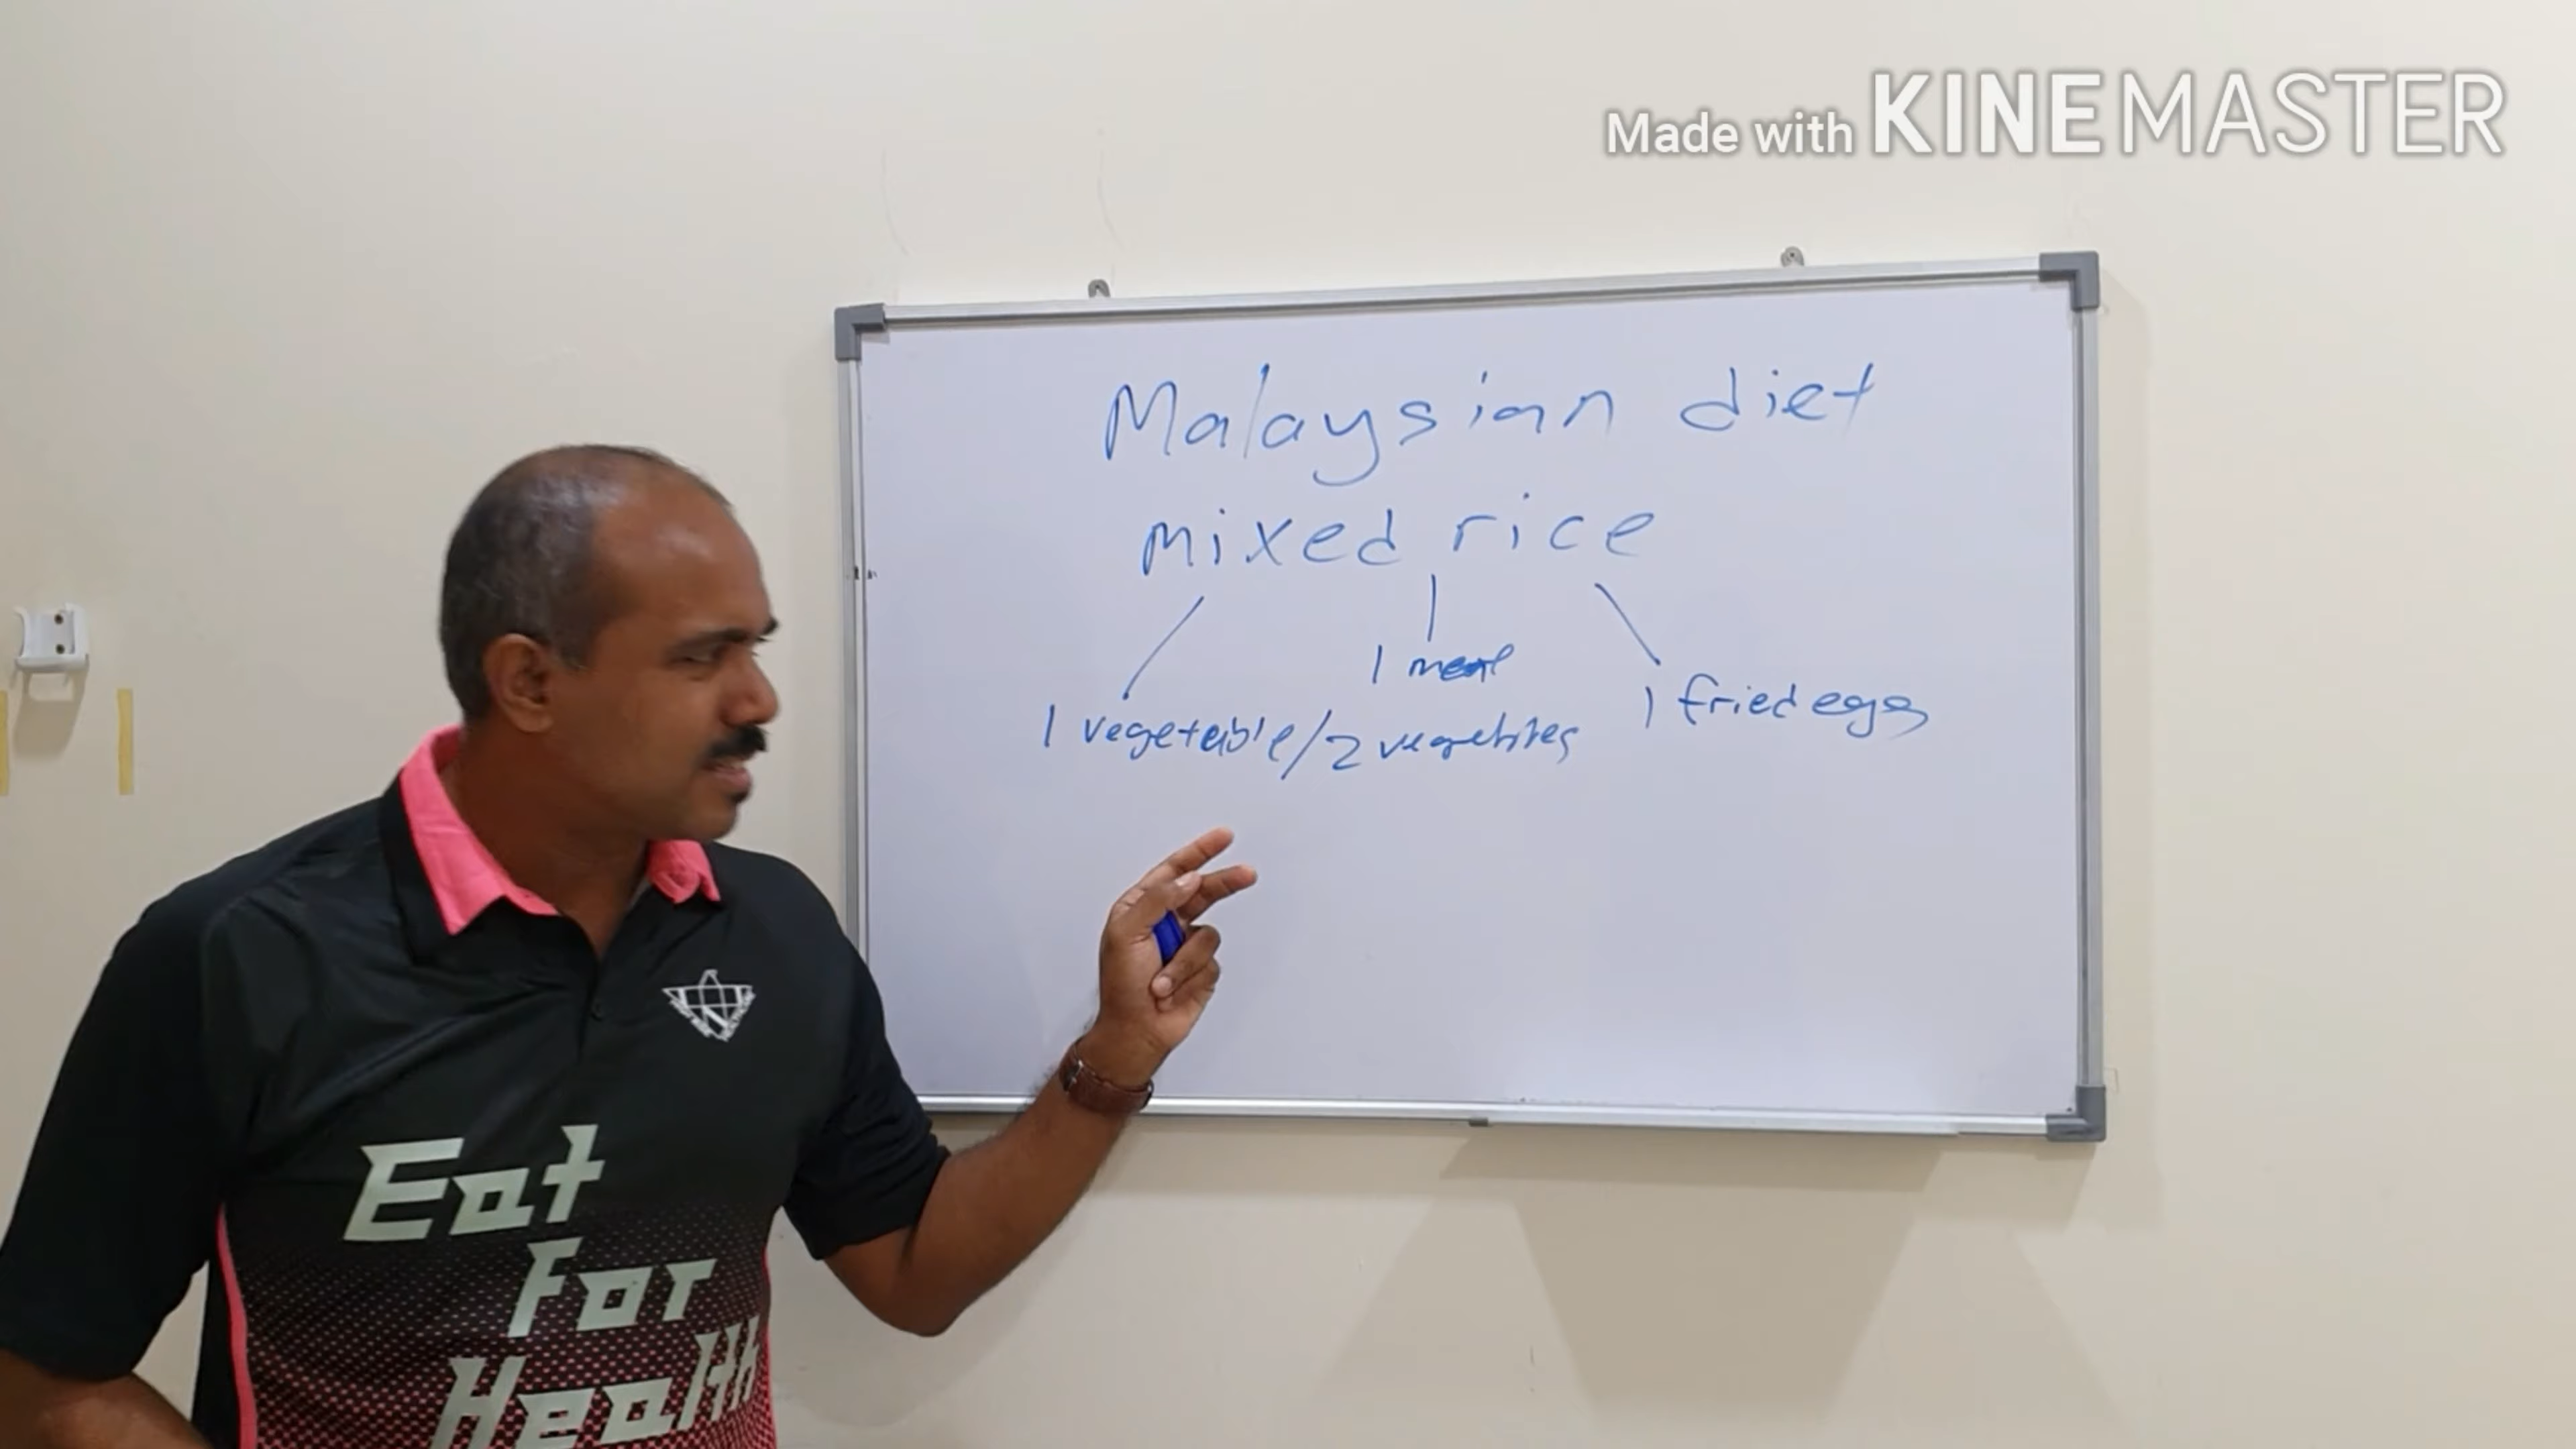 Made with KINEMASTER
Malaysian diet
mixed rice
1 meat
1 fried egg
1 vegetable/2 vegetables
Eat
For
Health